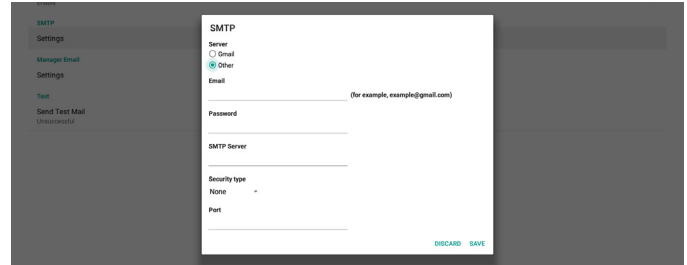 Enable
SMTP
Settings
Manager Email
Settings
Test
Send Test Mail
Unsuccessful
SMTP
Server
Gmail
Other
Email
(for example, example@gmail.com)
Password
SMTP Server
Security type
None
Port
DISCARD SAVE